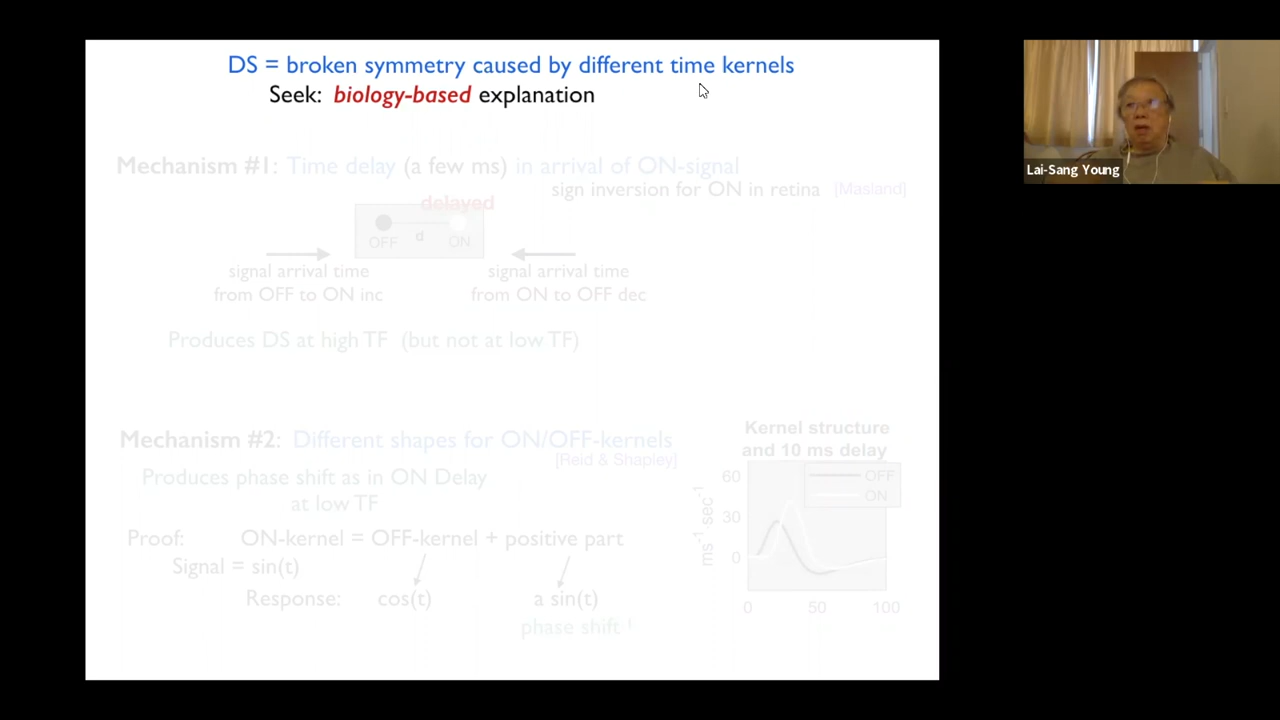 DS = broken symmetry caused by different time kernels
Seek: biology-based explanation
Mechanism #1: Time delay (a few ms) in arrival of ON-signal
sign inversion for ON in retina [Masland]
delayed
OFF d ON
signal arrival time
from OFF to ON inc
signal arrival time
from ON to OFF dec
Produces DS at high TF (but not at low TF)
Mechanism #2: Different shapes for ON/OFF-kernels
[Reid & Shapley]
Produces phase shift as in ON Delay
at low TF
Proof: ON-kernel = OFF-kernel + positive part
Signal = sin(t)
Response: cos(t) a sin(t)
phase shift !
Kernel structure
and 10 ms delay
OFF
ON
60
30
0
ms⁻¹·sec⁻¹
0 50 100
Lai-Sang Young